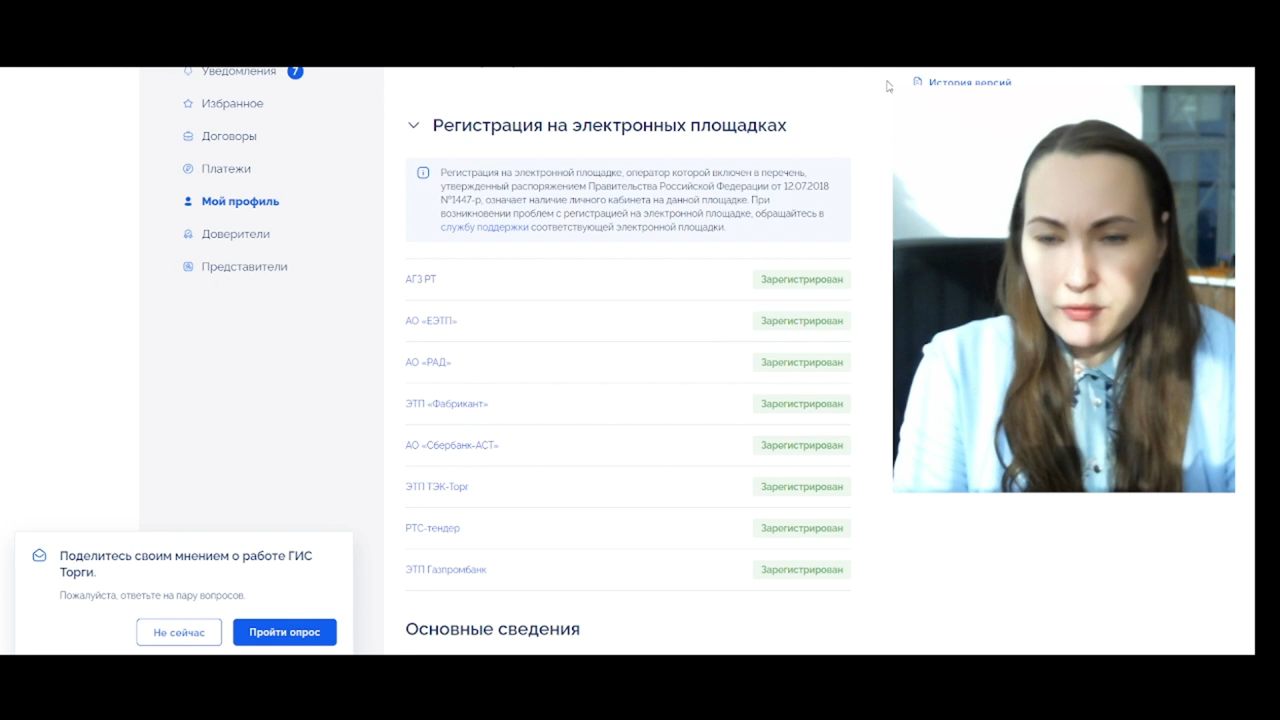 Уведомления 7
Избранное
Договоры
Платежи
Мой профиль
Доверители
Представители
История версий
Регистрация на электронных площадках
Регистрация на электронной площадке, оператор которой включен в перечень,
утвержденный распоряжением Правительства Российской Федерации от 12.07.2018
№1447-р, означает наличие личного кабинета на данной площадке. При
возникновении проблем с регистрацией на электронной площадке, обращайтесь в
службу поддержки соответствующей электронной площадки.
АГЗ РТ Зарегистрирован
АО «ЕЭТП» Зарегистрирован
АО «РАД» Зарегистрирован
ЭТП «Фабрикант» Зарегистрирован
АО «Сбербанк-АСТ» Зарегистрирован
ЭТП ТЭК-Торг Зарегистрирован
РТС-тендер Зарегистрирован
ЭТП Газпромбанк Зарегистрирован
Основные сведения
Поделитесь своим мнением о работе ГИС
Торги.
Пожалуйста, ответьте на пару вопросов.
Не сейчас Пройти опрос